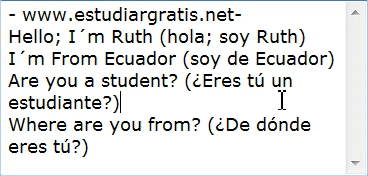 - www.estudiargratis.net-
Hello; I´m Ruth (hola; soy Ruth)
I´m From Ecuador (soy de Ecuador)
Are you a student? (¿Eres tú un
estudiante?)
Where are you from? (¿De dónde
eres tú?)